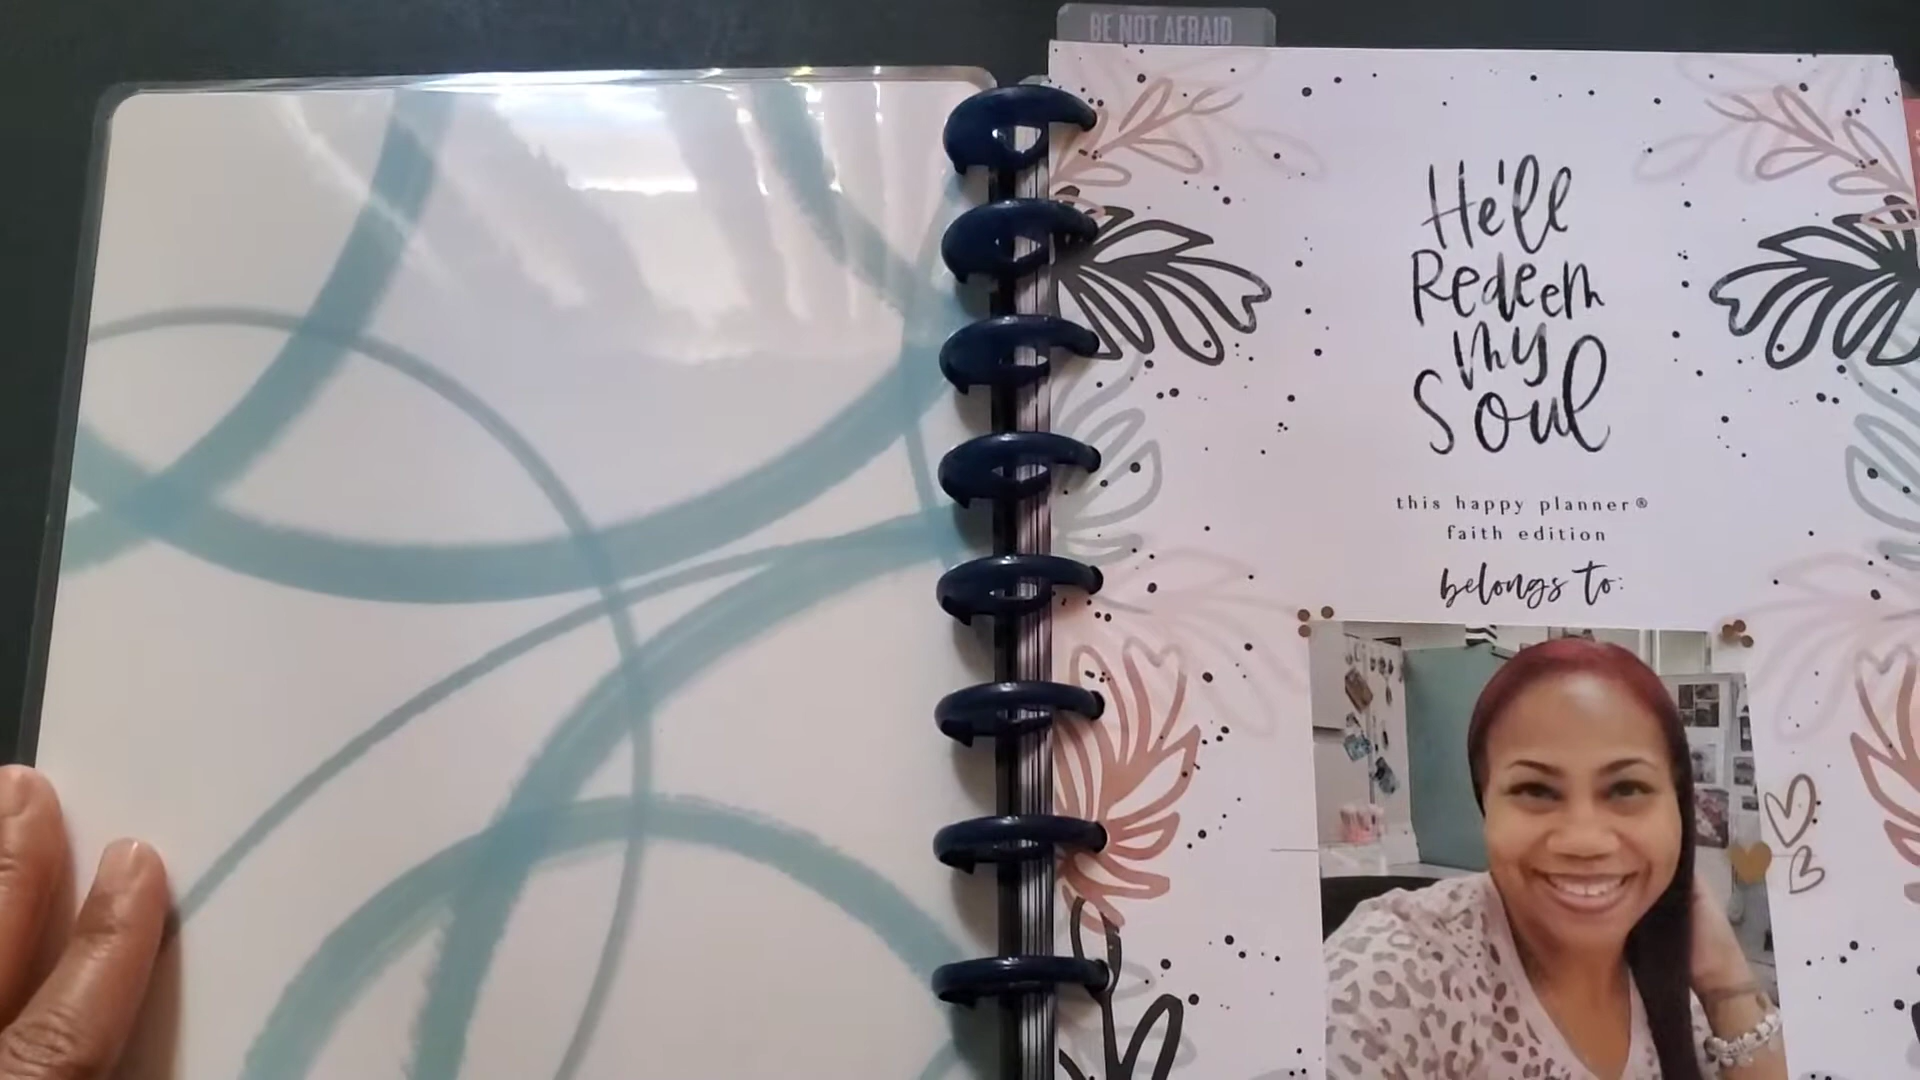 BE NOT AFRAID
He'll
Redeem
my
Soul
this happy planner®
faith edition
belongs to: